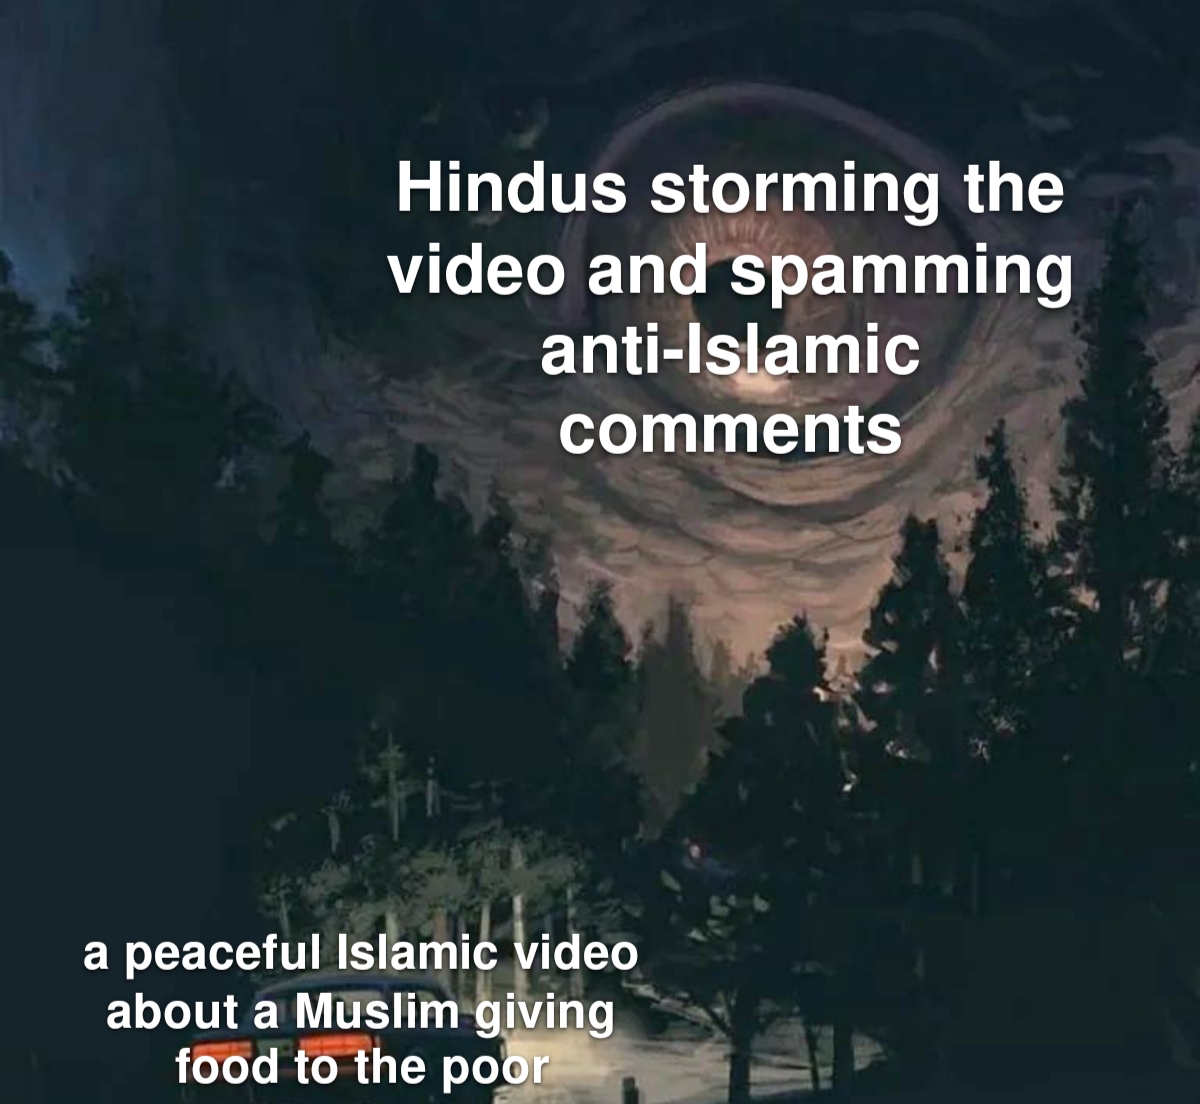 Hindus storming the
video and spamming
anti-Islamic
comments
a peaceful Islamic video
about a Muslim giving
food to the poor